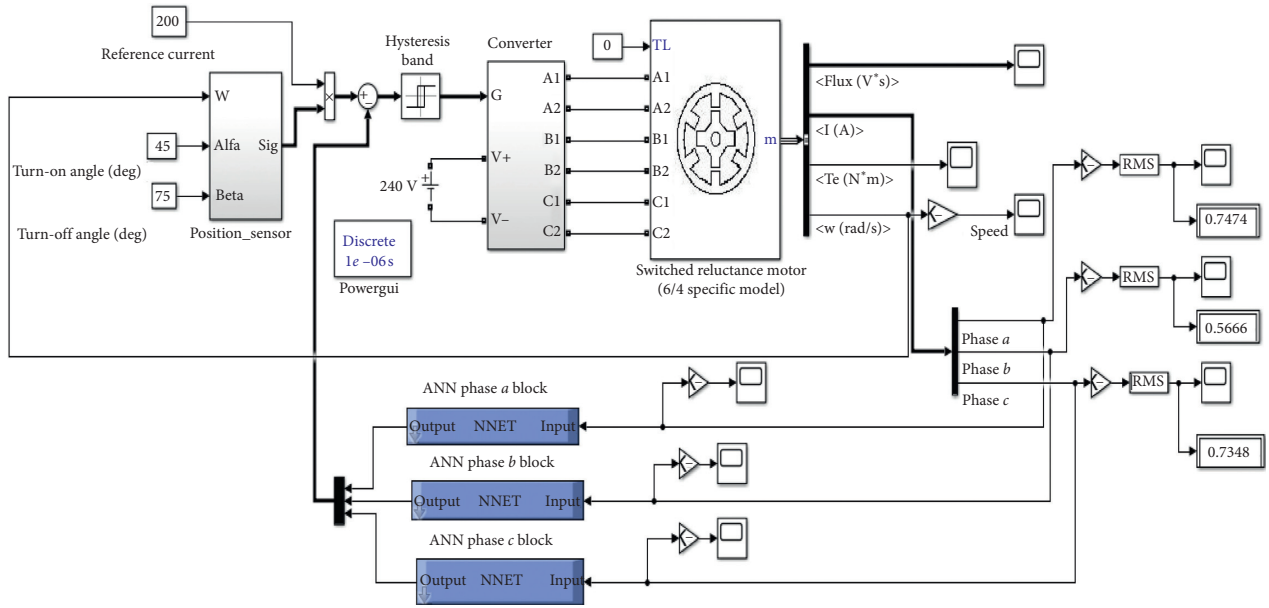 200
Reference current
W
45
Alfa
Sig
Turn-on angle (deg)
75
Beta
Turn-off angle (deg)
Position_sensor
×
+
−
Hysteresis
band
Converter
G
V+
V−
240 V
+
Discrete
1e −06 s
Powergui
A1
A2
B1
B2
C1
C2
0
TL
A1
A2
B1
B2
C1
C2
m
Switched reluctance motor
(6/4 specific model)
<Flux (V*s)>
<I (A)>
<Te (N*m)>
<w (rad/s)>
Speed
RMS
0.7474
RMS
0.5666
RMS
0.7348
Phase a
Phase b
Phase c
ANN phase a block
Output NNET Input
ANN phase b block
Output NNET Input
ANN phase c block
Output NNET Input